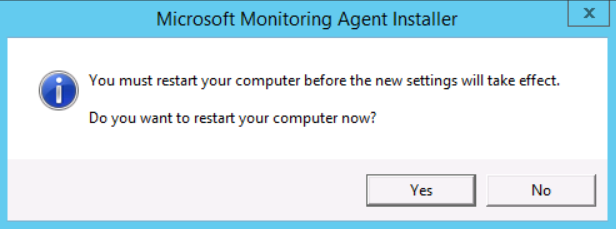 Microsoft Monitoring Agent Installer
x
You must restart your computer before the new settings will take effect.
Do you want to restart your computer now?
Yes
No